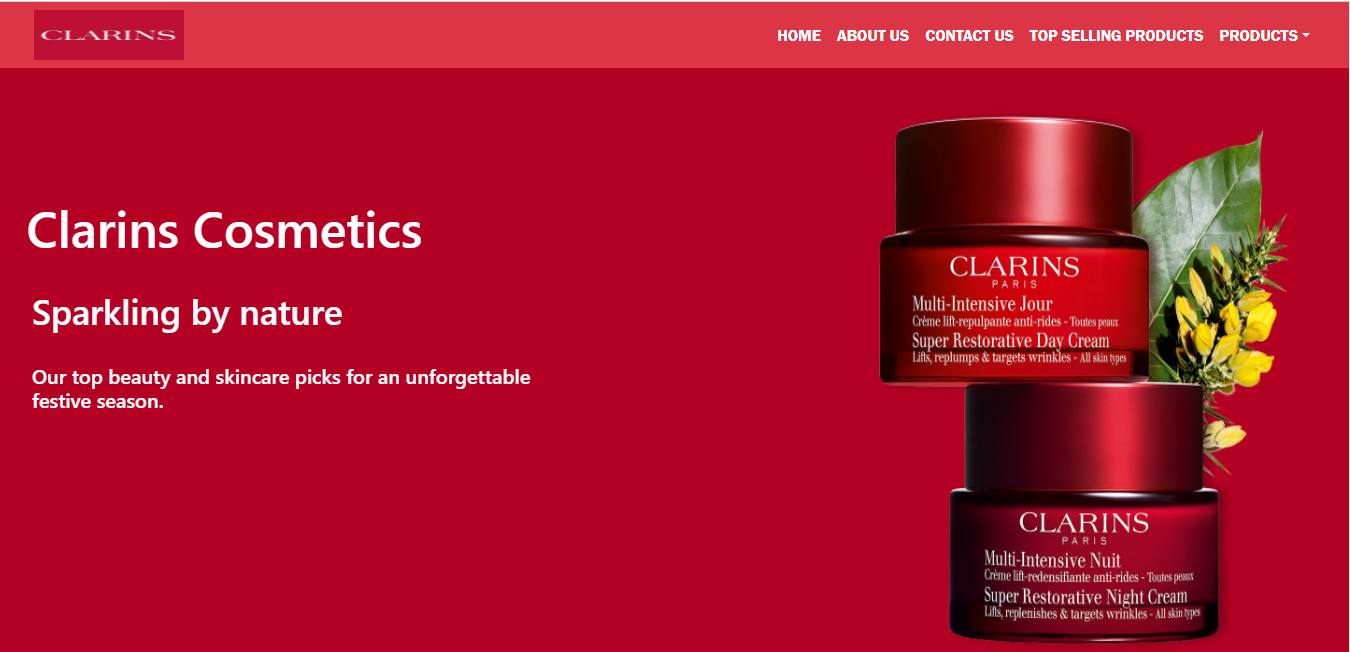 CLARINS
HOME ABOUT US CONTACT US TOP SELLING PRODUCTS PRODUCTS
Clarins Cosmetics
Sparkling by nature
Our top beauty and skincare picks for an unforgettable
festive season.
CLARINS
PARIS
Multi-Intensive Jour
Crème lift-repulpante anti-rides - Toutes peaux
Super Restorative Day Cream
Lifts, replumps & targets wrinkles - All skin types
CLARINS
PARIS
Multi-Intensive Nuit
Crème lift-redensifiante anti-rides - Toutes peaux
Super Restorative Night Cream
Lifts, replenishes & targets wrinkles - All skin types